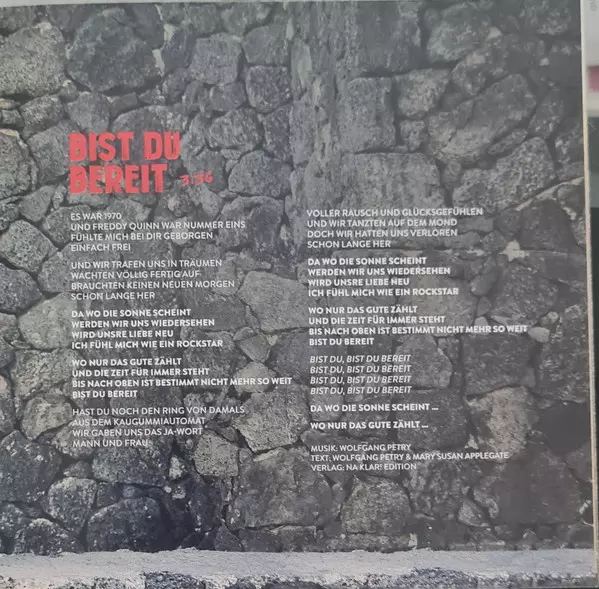 BIST DU
BEREIT 3:36
ES WAR 1970
UND FREDDY QUINN WAR NUMMER EINS
FÜHLTE MICH BEI DIR GEBORGEN
EINFACH FREI
UND WIR TRAFEN UNS IN TRÄUMEN
WACHTEN VÖLLIG FERTIG AUF
BRAUCHTEN KEINEN NEUEN MORGEN
SCHON LANGE HER
DA WO DIE SONNE SCHEINT
WERDEN WIR UNS WIEDERSEHEN
WIRD UNSRE LIEBE NEU
ICH FÜHL MICH WIE EIN ROCKSTAR
WO NUR DAS GUTE ZÄHLT
UND DIE ZEIT FÜR IMMER STEHT
BIS NACH OBEN IST BESTIMMT NICHT MEHR SO WEIT
BIST DU BEREIT
HAST DU NOCH DEN RING VON DAMALS
AUS DEM KAUGUMMIAUTOMAT
WIR GABEN UNS DAS JA-WORT
MANN UND FRAU
VOLLER RAUSCH UND GLÜCKSGEFÜHLEN
UND WIR TANZTEN AUF DEM MOND
DOCH WIR HATTEN UNS VERLOREN
SCHON LANGE HER
DA WO DIE SONNE SCHEINT
WERDEN WIR UNS WIEDERSEHEN
WIRD UNSRE LIEBE NEU
ICH FÜHL MICH WIE EIN ROCKSTAR
WO NUR DAS GUTE ZÄHLT
UND DIE ZEIT FÜR IMMER STEHT
BIS NACH OBEN IST BESTIMMT NICHT MEHR SO WEIT
BIST DU BEREIT
BIST DU, BIST DU BEREIT
BIST DU, BIST DU BEREIT
BIST DU, BIST DU BEREIT
BIST DU, BIST DU BEREIT
DA WO DIE SONNE SCHEINT ...
WO NUR DAS GUTE ZÄHLT ...
MUSIK: WOLFGANG PETRY
TEXT: WOLFGANG PETRY & MARY SUSAN APPLEGATE
VERLAG: NA KLAR! EDITION